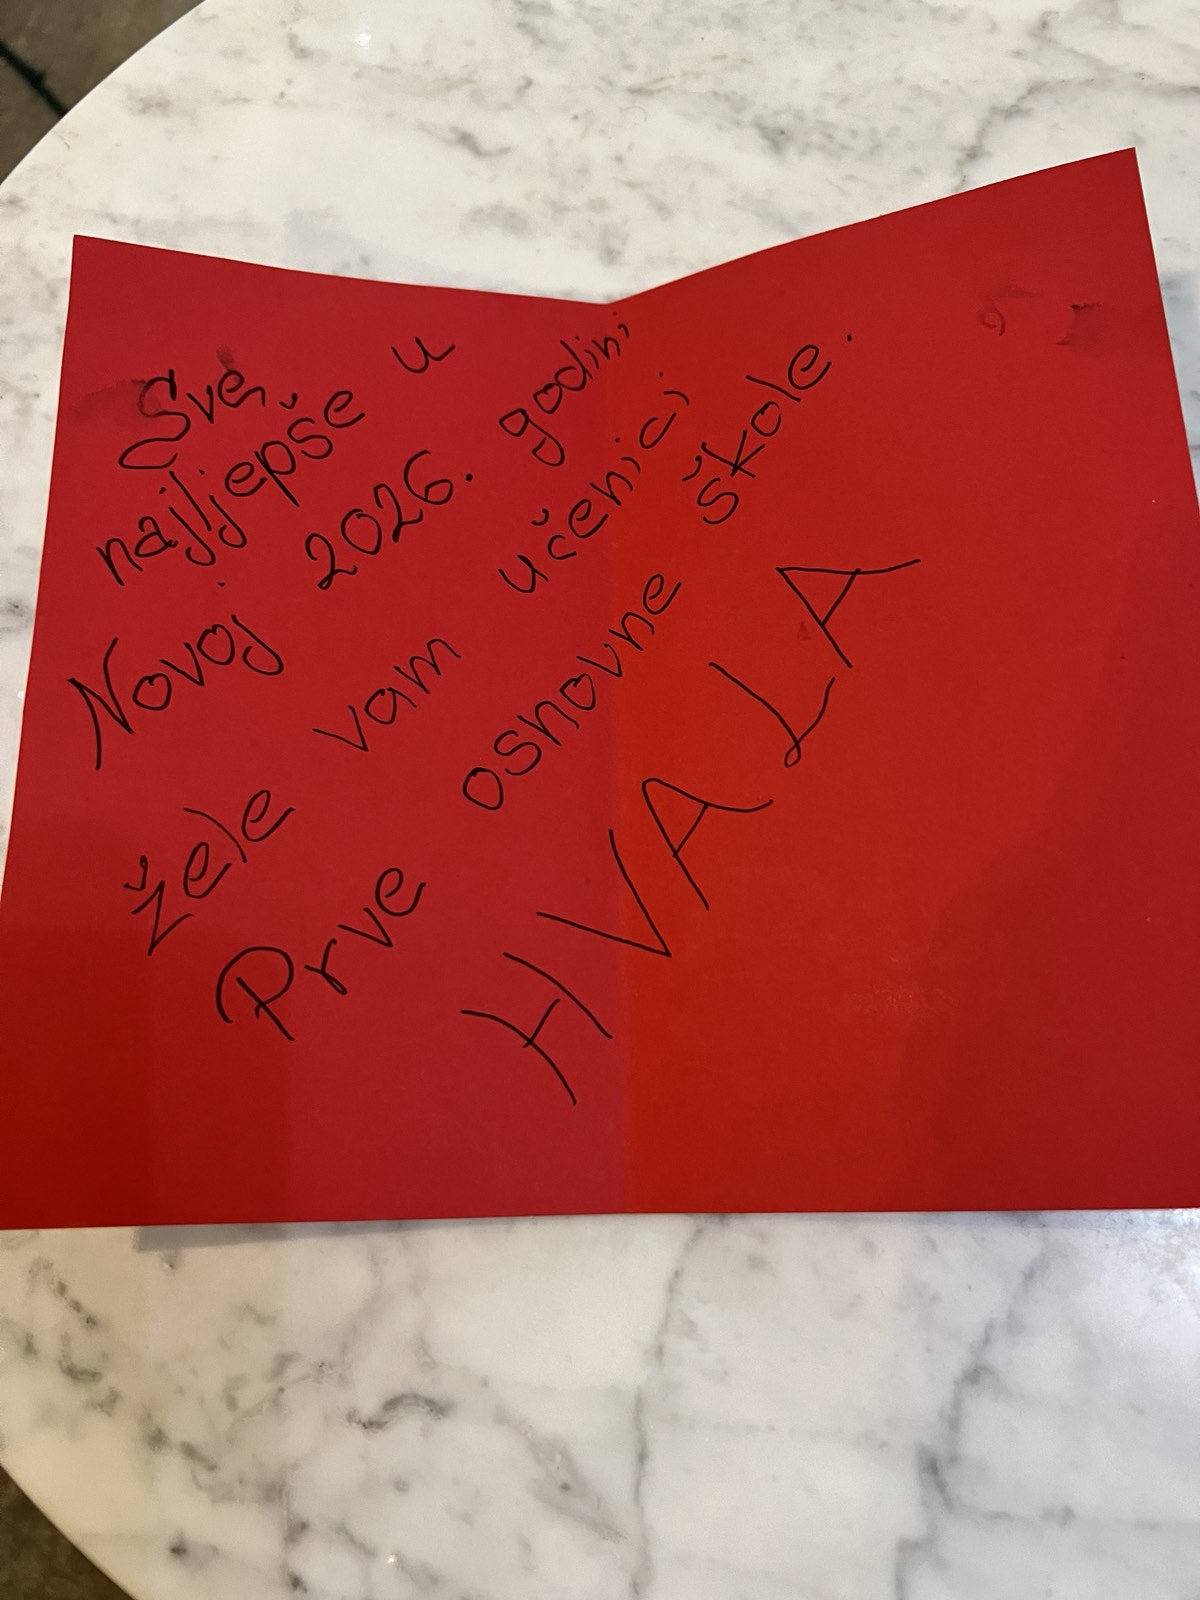 Sve
najljepše u
Novoj 2026. godini
žele vam učenici
Prve osnovne škole.
HVALA